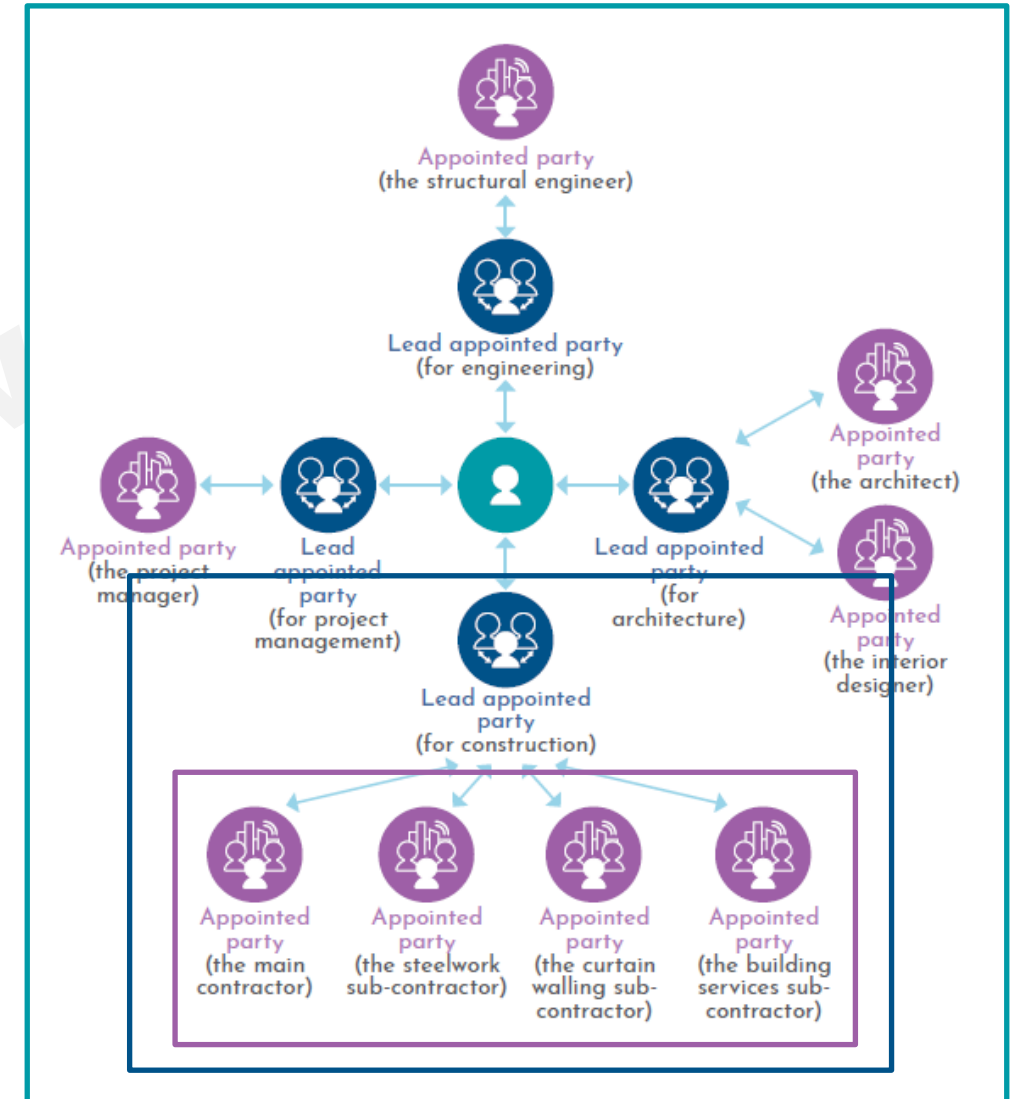 Appointed party
(the structural engineer)
Lead appointed party
(for engineering)
Appointed party
(the project
manager)
Lead
appointed
party
(for project
management)
Lead appointed
party
(for
architecture)
Appointed
party
(the architect)
Appointed
party
(the interior
designer)
Lead appointed
party
(for construction)
Appointed
party
(the main
contractor)
Appointed
party
(the steelwork
sub-contractor)
Appointed
party
(the curtain
walling sub-
contractor)
Appointed
party
(the building
services sub-
contractor)